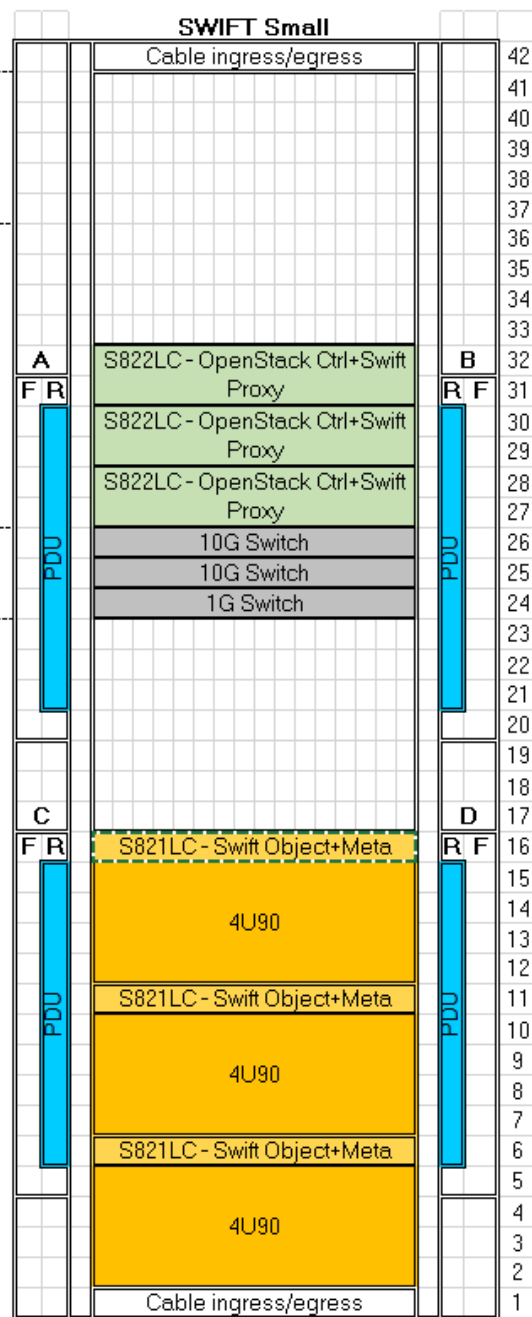 SWIFT Small
Cable ingress/egress 42
41
40
39
38
37
36
35
34
33
A S822LC - OpenStack Ctrl+Swift B 32
F R Proxy R F 31
S822LC - OpenStack Ctrl+Swift 30
Proxy 29
S822LC - OpenStack Ctrl+Swift 28
Proxy 27
PDU 10G Switch PDU 26
10G Switch 25
1G Switch 24
23
22
21
20
19
18
C D 17
F R S821LC - Swift Object+Meta R F 16
15
4U90 14
13
12
PDU S821LC - Swift Object+Meta PDU 11
10
4U90 9
8
7
S821LC - Swift Object+Meta 6
5
4U90 4
3
2
Cable ingress/egress 1